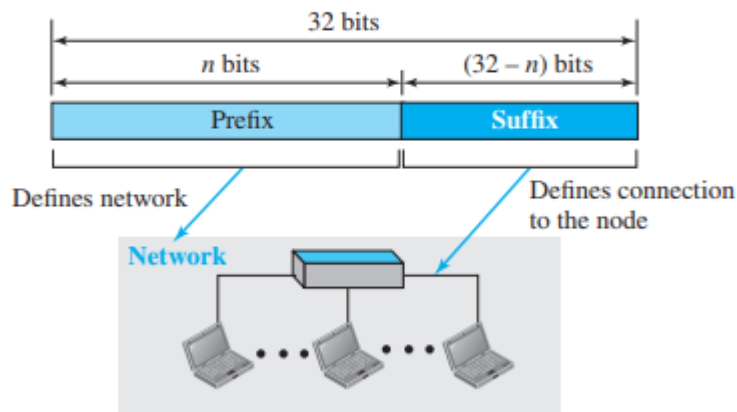 32 bits
n bits
(32 – n) bits
Prefix
Suffix
Defines network
Defines connection
to the node
Network